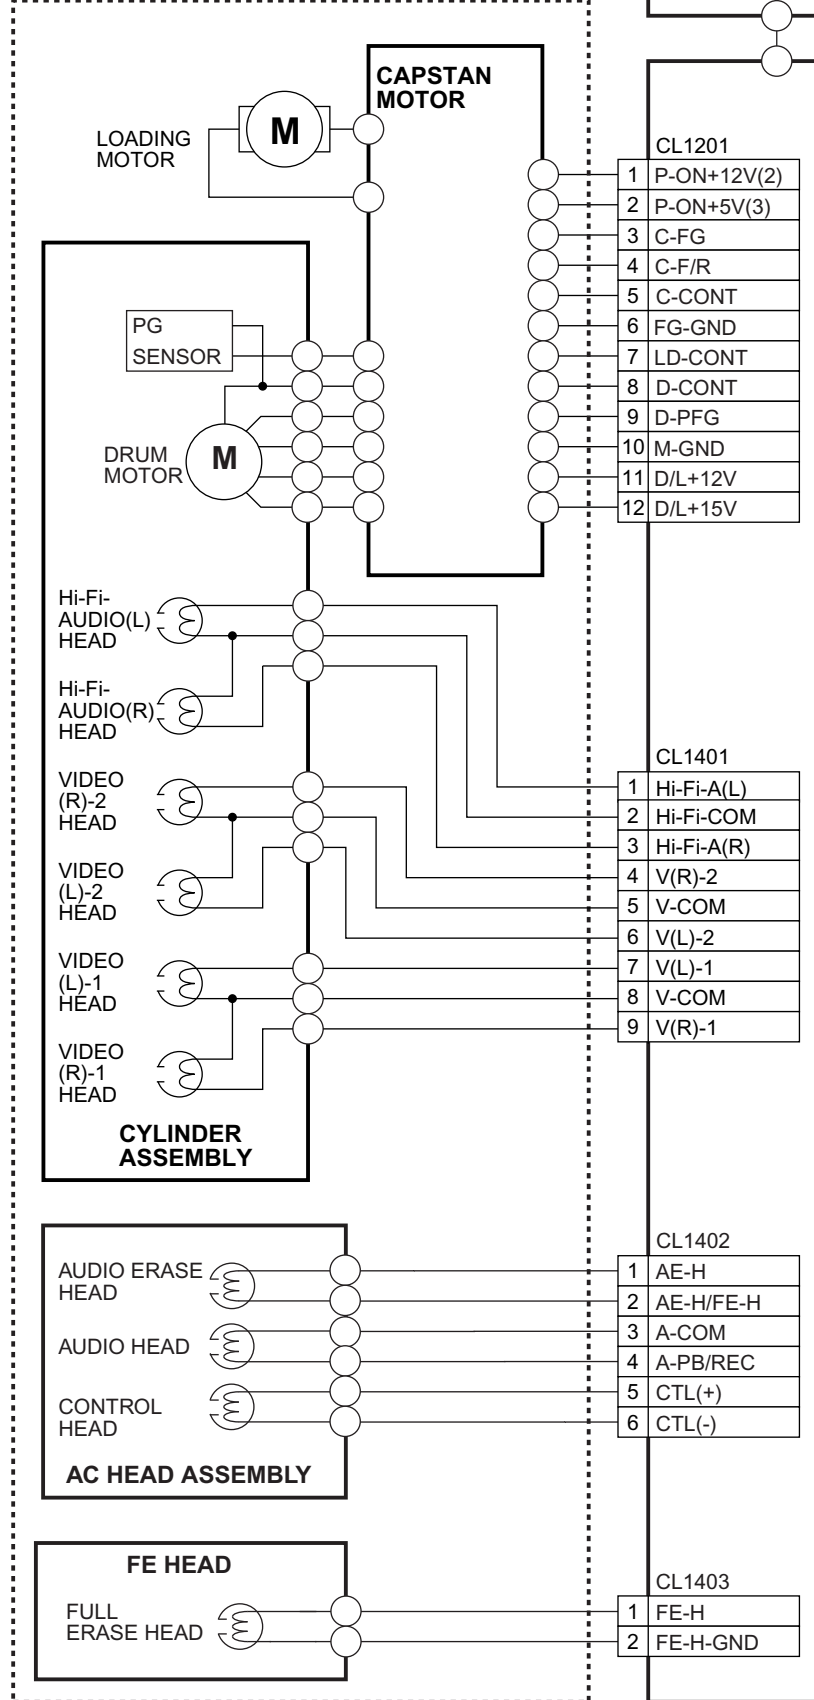 CAPSTAN
MOTOR
M
LOADING
MOTOR
CL1201
1 P-ON+12V(2)
2 P-ON+5V(3)
3 C-FG
4 C-F/R
5 C-CONT
6 FG-GND
7 LD-CONT
8 D-CONT
9 D-PFG
10 M-GND
11 D/L+12V
12 D/L+15V
PG
SENSOR
DRUM
MOTOR
M
Hi-Fi-
AUDIO(L)
HEAD
Hi-Fi-
AUDIO(R)
HEAD
VIDEO
(R)-2
HEAD
VIDEO
(L)-2
HEAD
VIDEO
(L)-1
HEAD
VIDEO
(R)-1
HEAD
CYLINDER
ASSEMBLY
CL1401
1 Hi-Fi-A(L)
2 Hi-Fi-COM
3 Hi-Fi-A(R)
4 V(R)-2
5 V-COM
6 V(L)-2
7 V(L)-1
8 V-COM
9 V(R)-1
AUDIO ERASE
HEAD
AUDIO HEAD
CONTROL
HEAD
AC HEAD ASSEMBLY
CL1402
1 AE-H
2 AE-H/FE-H
3 A-COM
4 A-PB/REC
5 CTL(+)
6 CTL(-)
FE HEAD
FULL
ERASE HEAD
CL1403
1 FE-H
2 FE-H-GND